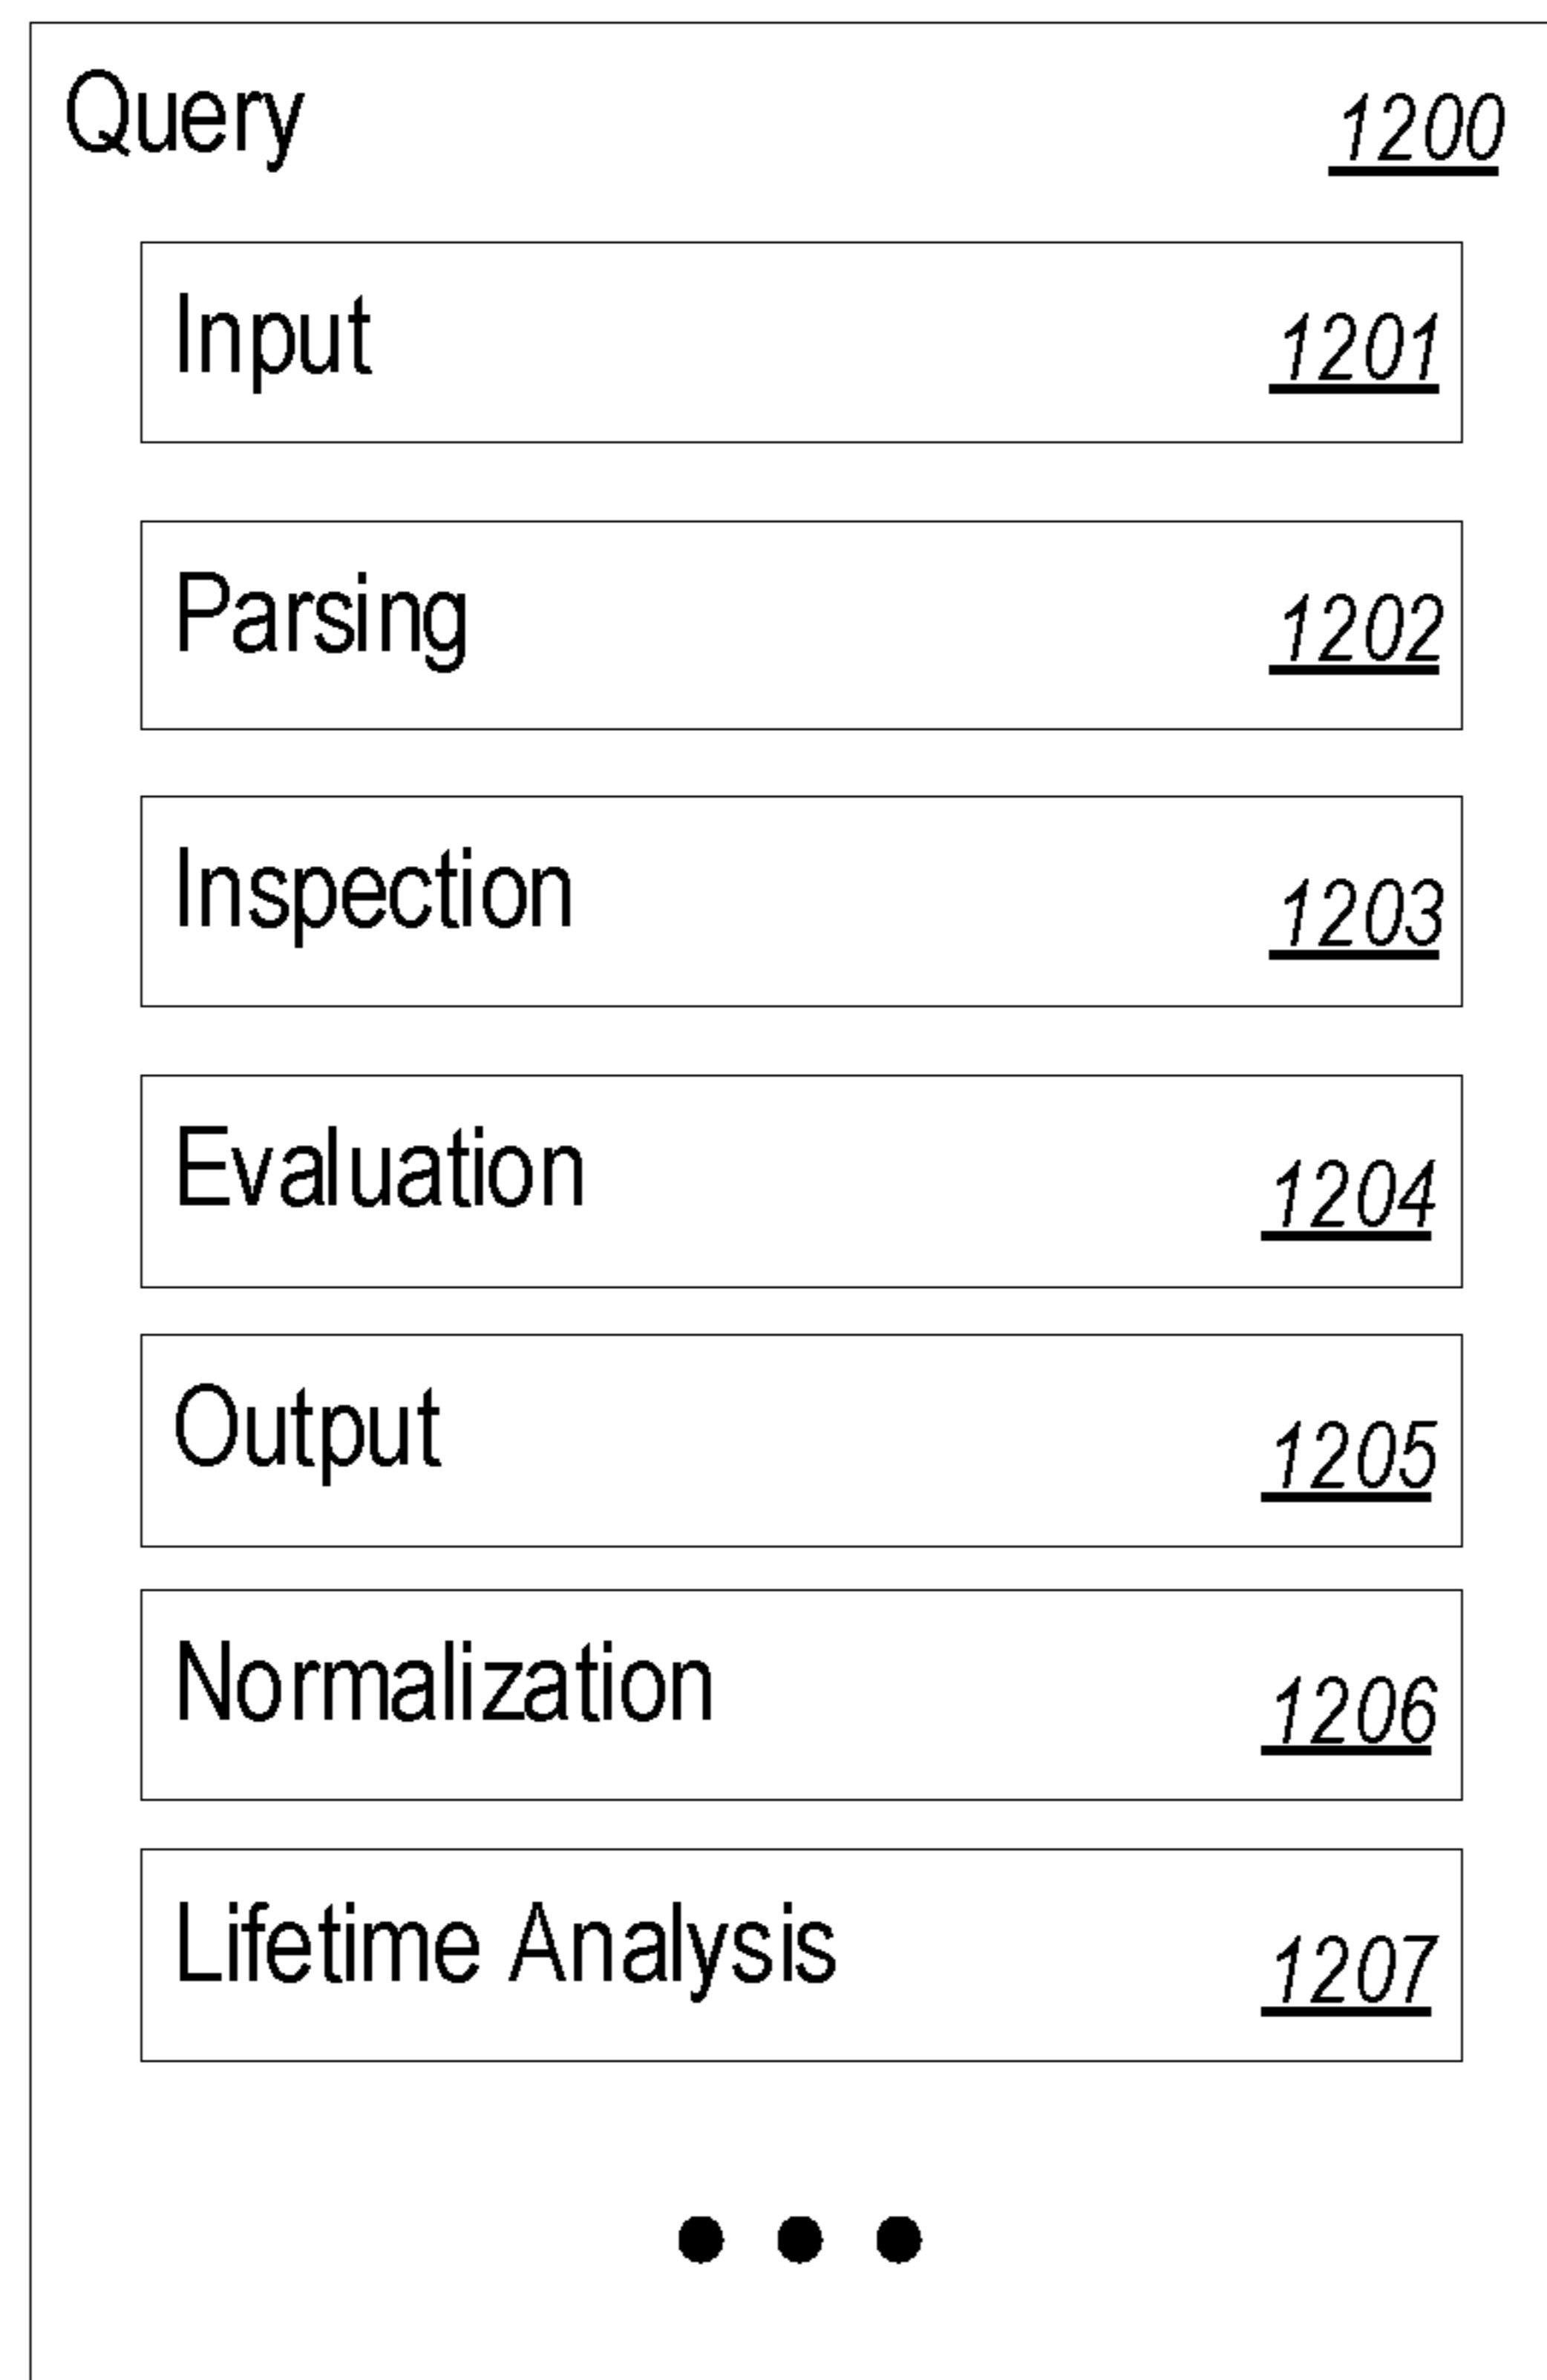 Query 1200
Input 1201
Parsing 1202
Inspection 1203
Evaluation 1204
Output 1205
Normalization 1206
Lifetime Analysis 1207